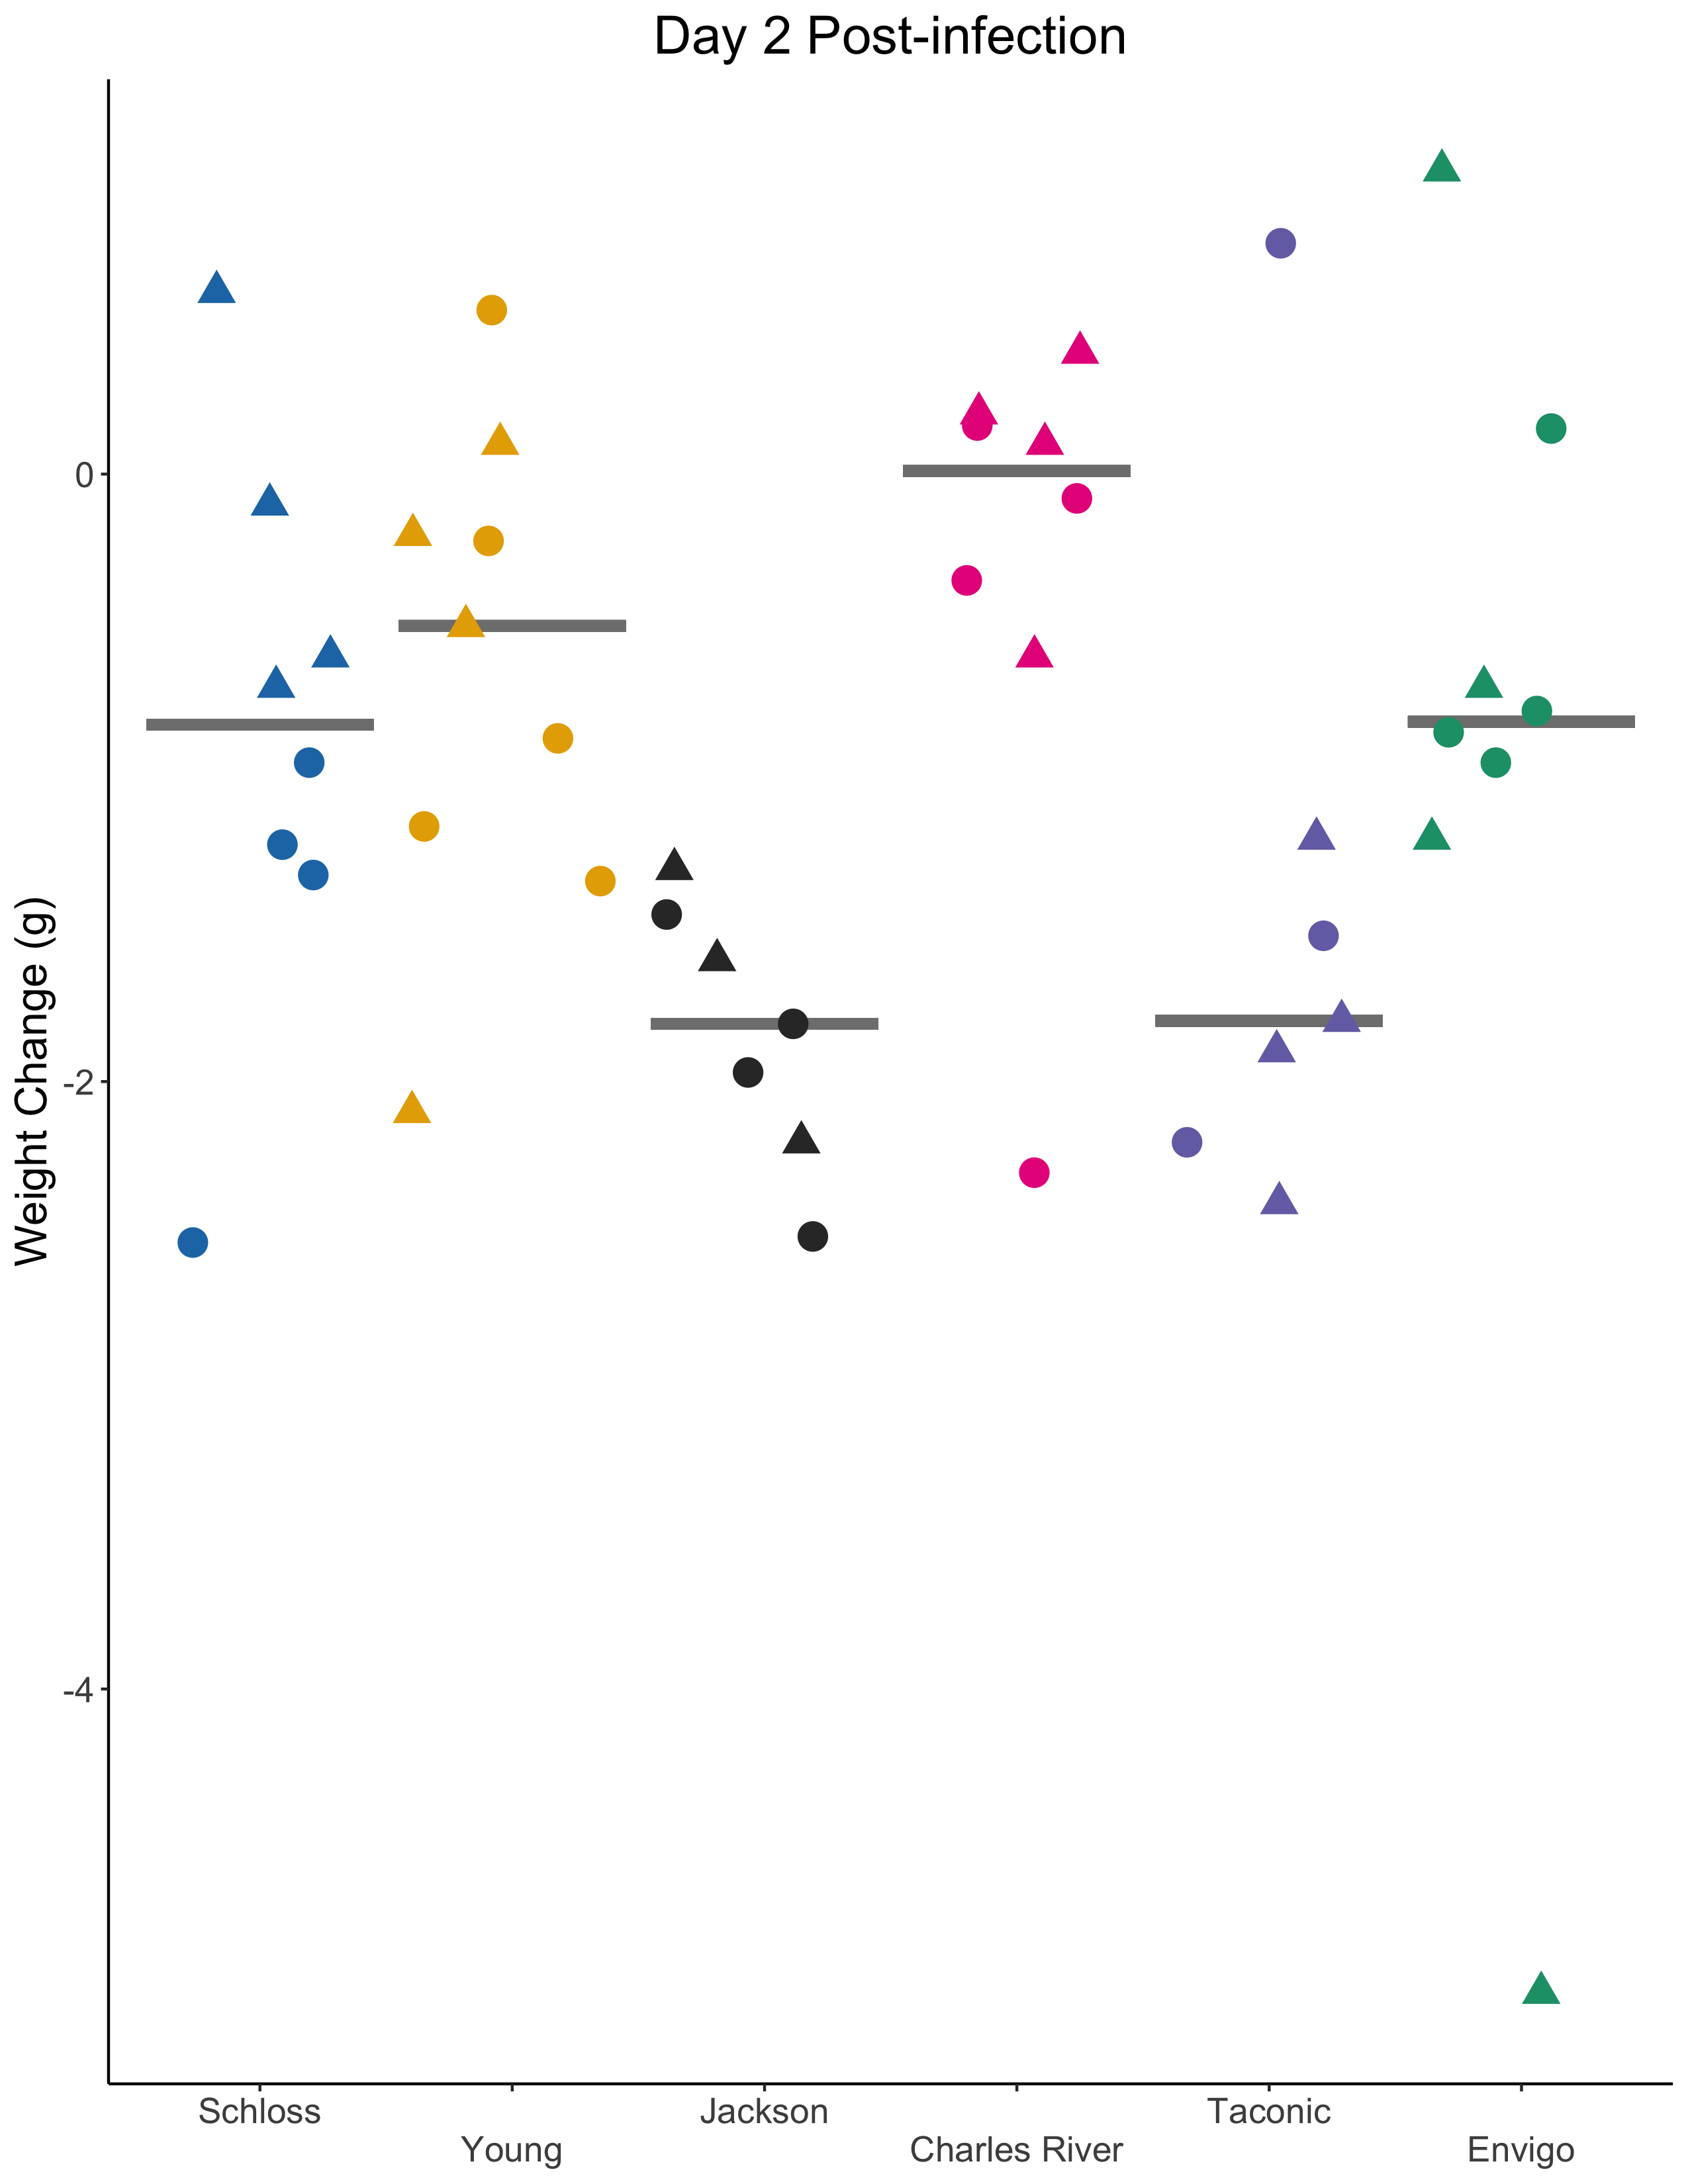 Day 2 Post-infection
Weight Change (g)
0
-2
-4
Schloss
Young
Jackson
Charles River
Taconic
Envigo